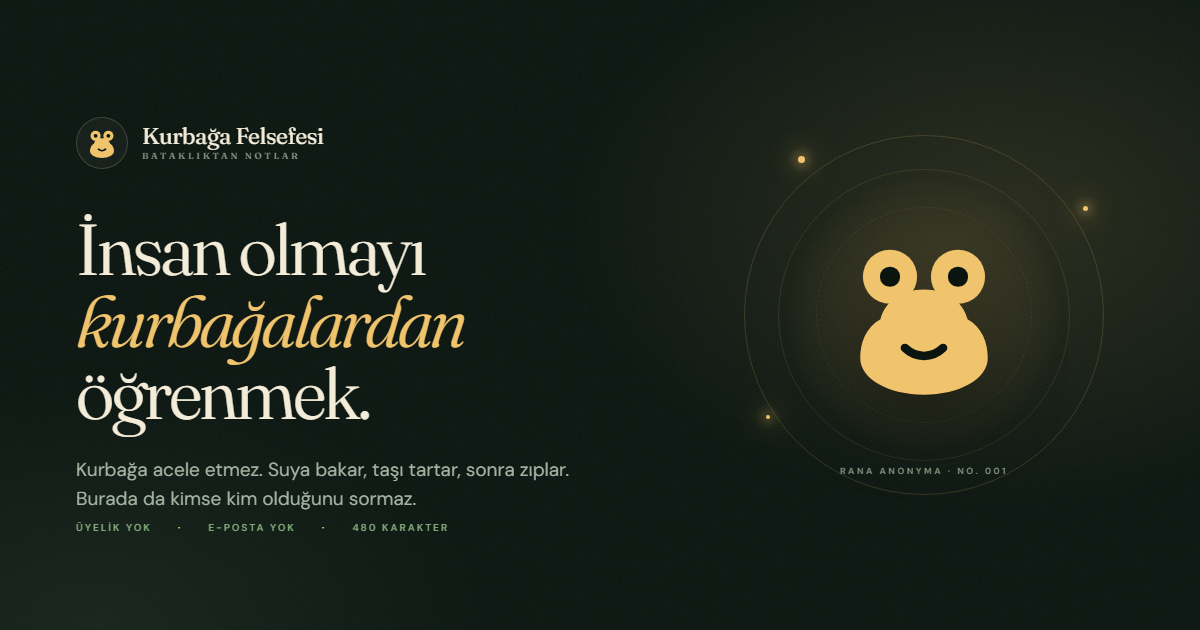 Kurbağa Felsefesi
BATAKLIKTAN NOTLAR
İnsan olmayı
kurbağalardan
öğrenmek.
Kurbağa acele etmez. Suya bakar, taşı tartar, sonra zıplar.
Burada da kimse kim olduğunu sormaz.
ÜYELİK YOK · E-POSTA YOK · 480 KARAKTER
RANA ANONYMA · NO. 001